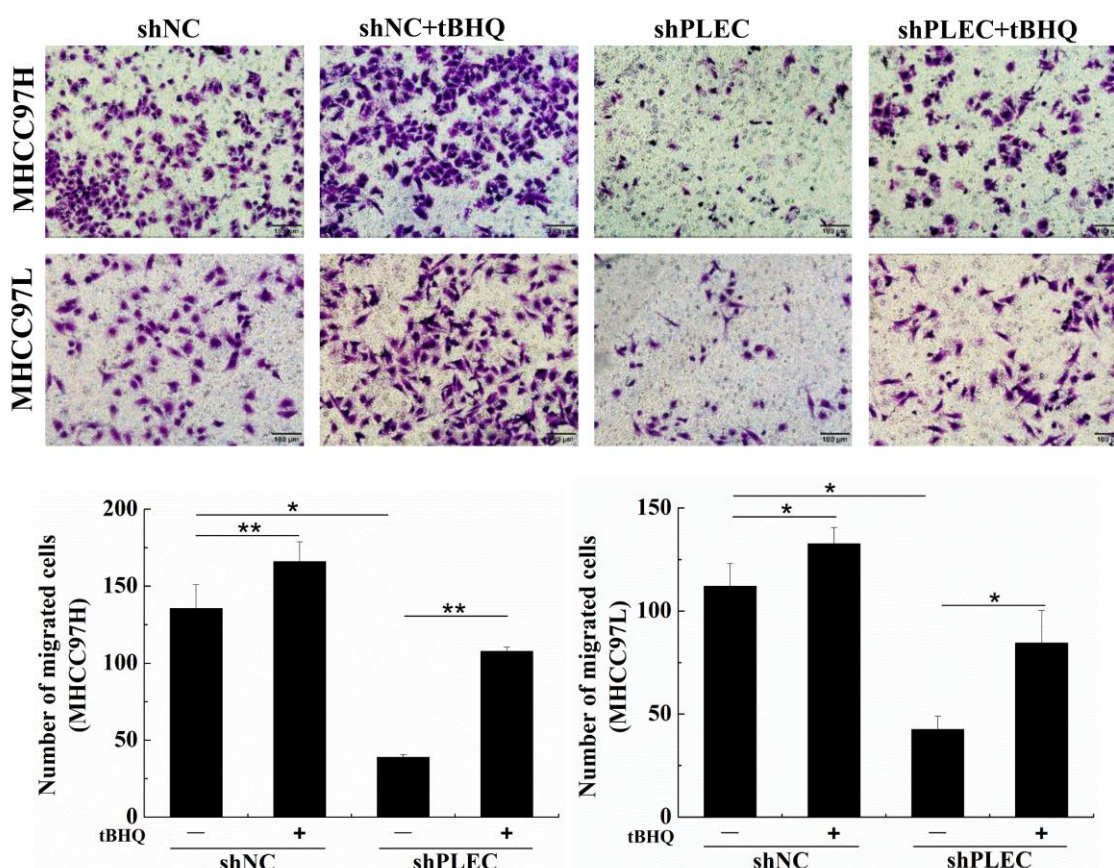 shNC
shNC+tBHQ
shPLEC
shPLEC+tBHQ
MHCC97H
MHCC97L
Number of migrated cells
(MHCC97H)
200
150
100
50
0
*
**
**
tBHQ
—
+
—
+
shNC
shPLEC
Number of migrated cells
(MHCC97L)
150
100
50
0
*
*
*
tBHQ
—
+
—
+
shNC
shPLEC